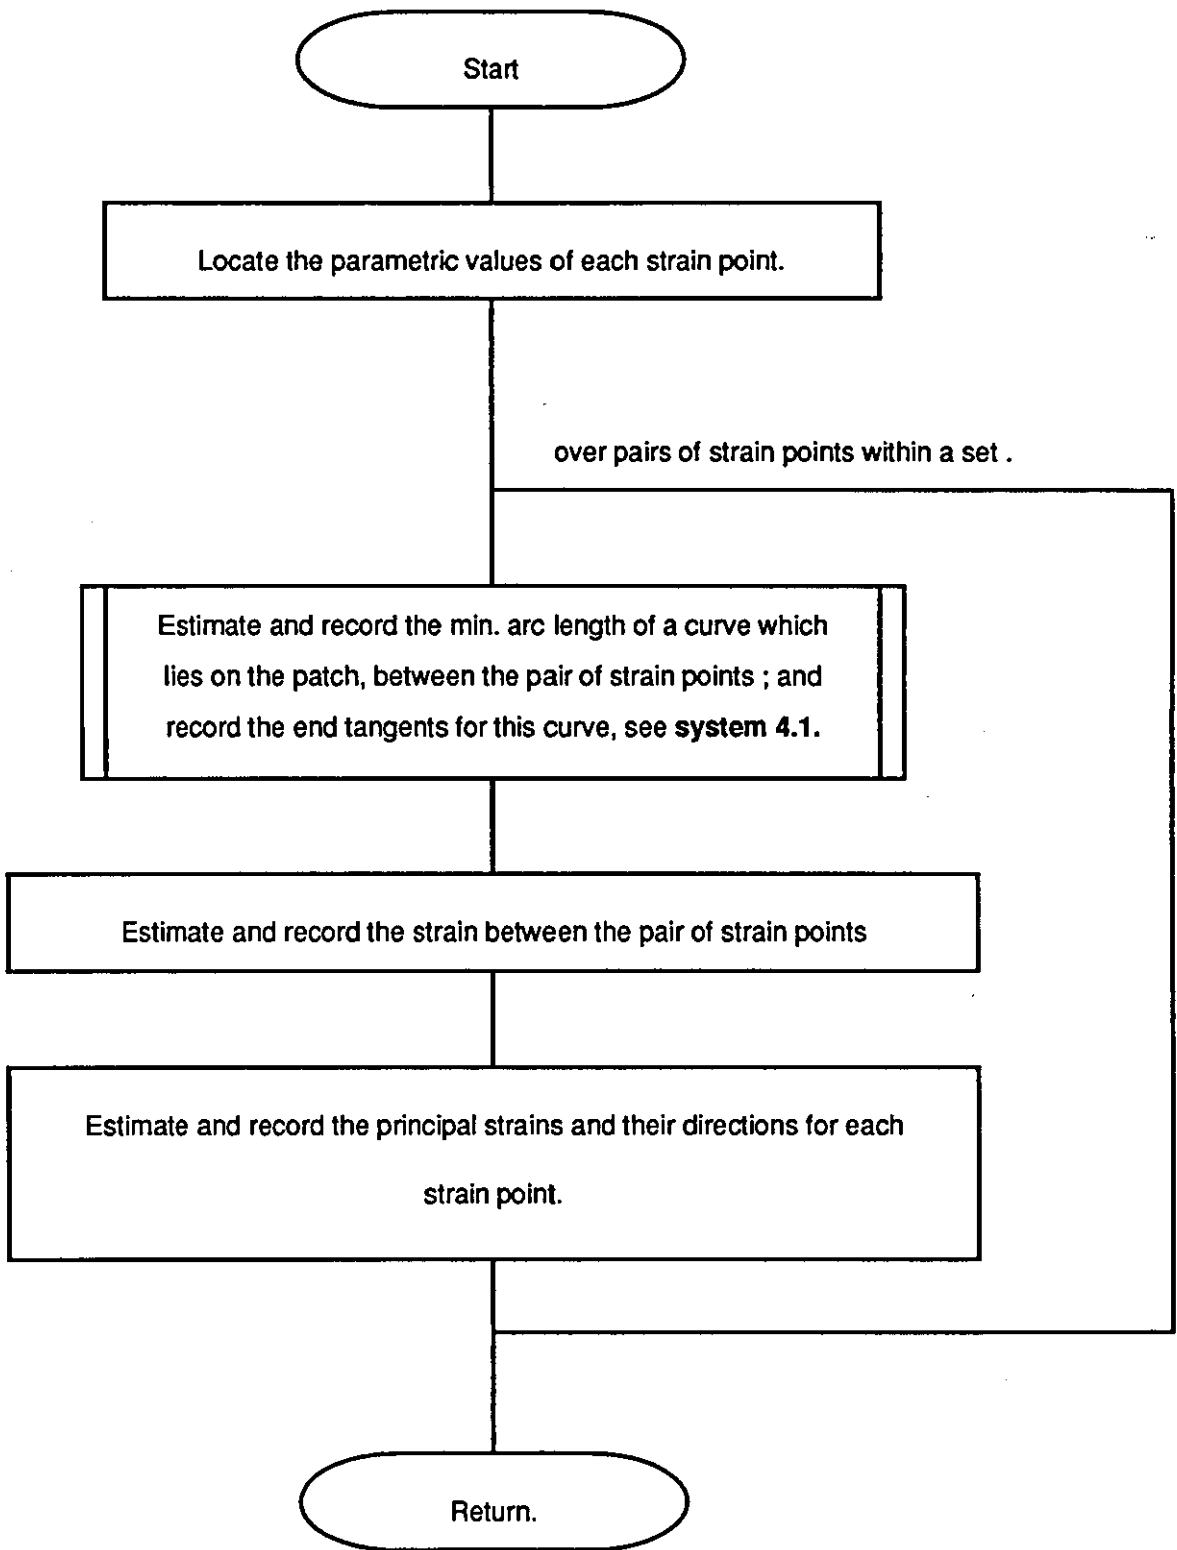 Start
Locate the parametric values of each strain point.
over pairs of strain points within a set .
Estimate and record the min. arc length of a curve which
lies on the patch, between the pair of strain points ; and
record the end tangents for this curve, see system 4.1.
Estimate and record the strain between the pair of strain points
Estimate and record the principal strains and their directions for each
strain point.
Return.